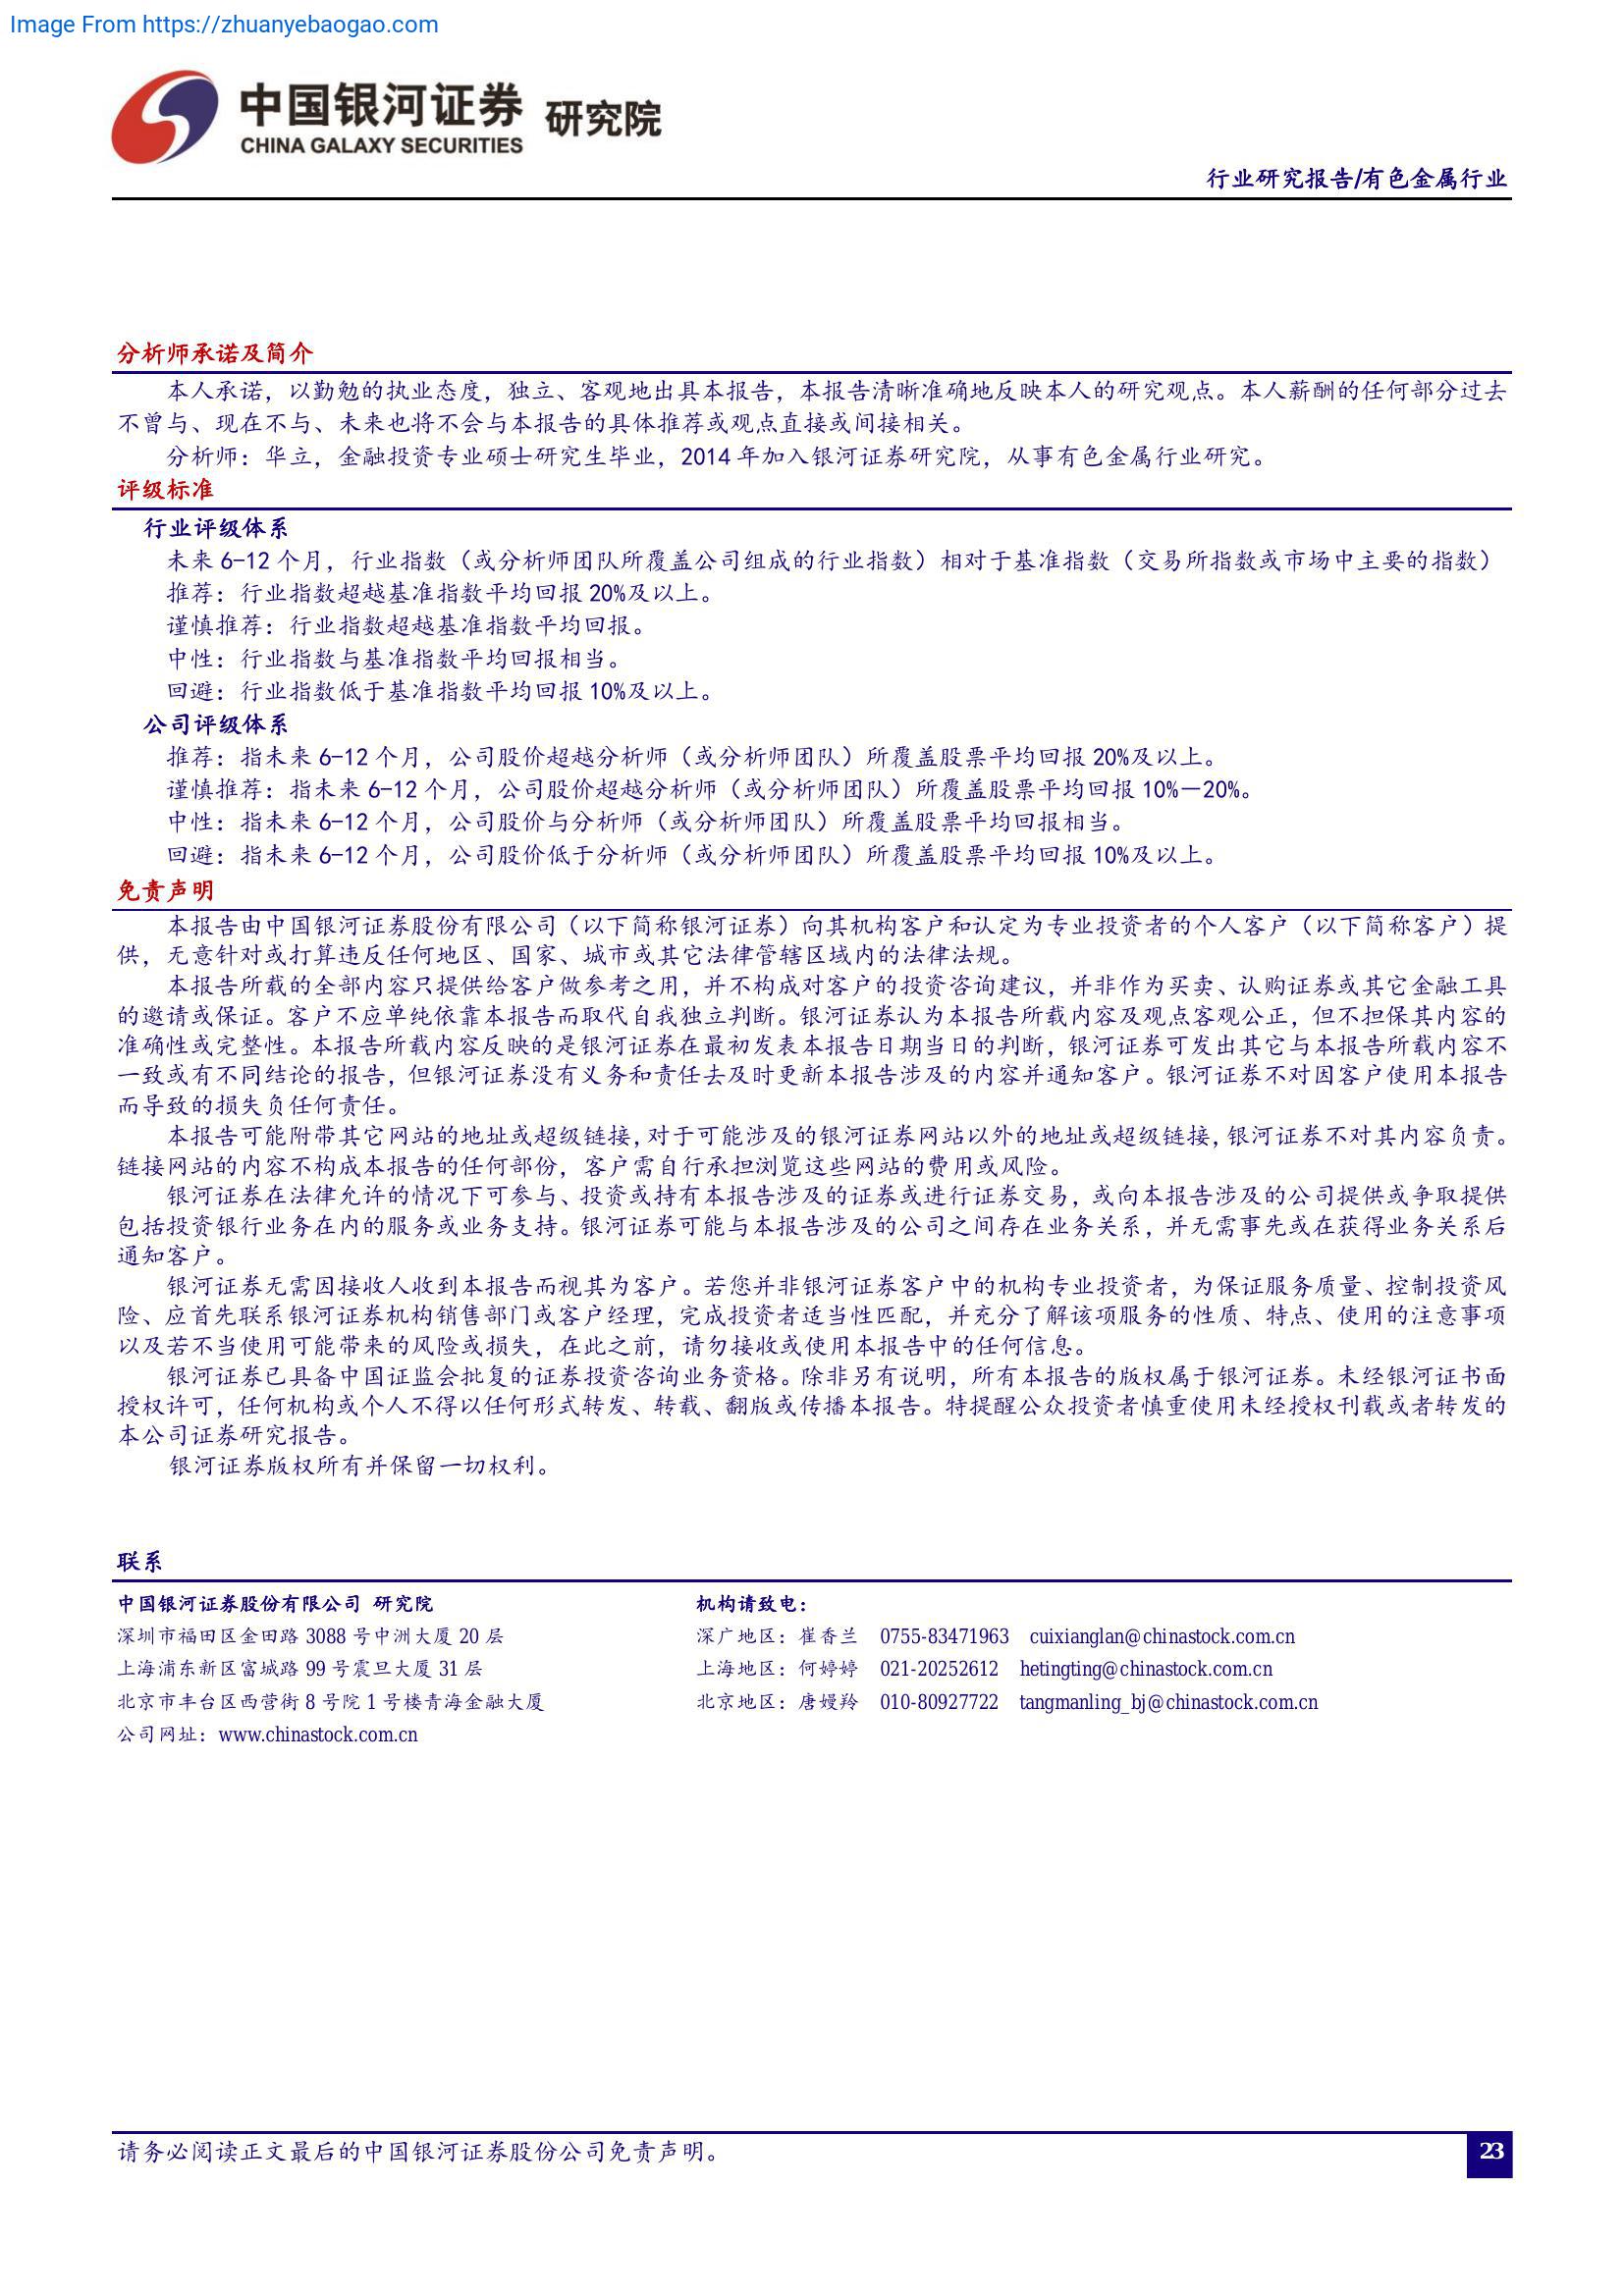 Image From https://zhuanyebaogao.com
中国银河证券 研究院
CHINA GALAXY SECURITIES
行业研究报告/有色金属行业
分析师承诺及简介
本人承诺，以勤勉的执业态度，独立、客观地出具本报告，本报告清晰准确地反映本人的研究观点。本人薪酬的任何部分过去
不曾与、现在不与、未来也将不会与本报告的具体推荐或观点直接或间接相关。
分析师：华立，金融投资专业硕士研究生毕业，2014 年加入银河证券研究院，从事有色金属行业研究。
评级标准
行业评级体系
未来 6-12 个月，行业指数（或分析师团队所覆盖公司组成的行业指数）相对于基准指数（交易所指数或市场中主要的指数）
推荐：行业指数超越基准指数平均回报 20%及以上。
谨慎推荐：行业指数超越基准指数平均回报。
中性：行业指数与基准指数平均回报相当。
回避：行业指数低于基准指数平均回报 10%及以上。
公司评级体系
推荐：指未来 6-12 个月，公司股价超越分析师（或分析师团队）所覆盖股票平均回报 20%及以上。
谨慎推荐：指未来 6-12 个月，公司股价超越分析师（或分析师团队）所覆盖股票平均回报 10%－20%。
中性：指未来 6-12 个月，公司股价与分析师（或分析师团队）所覆盖股票平均回报相当。
回避：指未来 6-12 个月，公司股价低于分析师（或分析师团队）所覆盖股票平均回报 10%及以上。
免责声明
本报告由中国银河证券股份有限公司（以下简称银河证券）向其机构客户和认定为专业投资者的个人客户（以下简称客户）提
供，无意针对或打算违反任何地区、国家、城市或其它法律管辖区域内的法律法规。
本报告所载的全部内容只提供给客户做参考之用，并不构成对客户的投资咨询建议，并非作为买卖、认购证券或其它金融工具
的邀请或保证。客户不应单纯依靠本报告而取代自我独立判断。银河证券认为本报告所载内容及观点客观公正，但不担保其内容的
准确性或完整性。本报告所载内容反映的是银河证券在最初发表本报告日期当日的判断，银河证券可发出其它与本报告所载内容不
一致或有不同结论的报告，但银河证券没有义务和责任去及时更新本报告涉及的内容并通知客户。银河证券不对因客户使用本报告
而导致的损失负任何责任。
本报告可能附带其它网站的地址或超级链接，对于可能涉及的银河证券网站以外的地址或超级链接，银河证券不对其内容负责。
链接网站的内容不构成本报告的任何部份，客户需自行承担浏览这些网站的费用或风险。
银河证券在法律允许的情况下可参与、投资或持有本报告涉及的证券或进行证券交易，或向本报告涉及的公司提供或争取提供
包括投资银行业务在内的服务或业务支持。银河证券可能与本报告涉及的公司之间存在业务关系，并无需事先或在获得业务关系后
通知客户。
银河证券无需因接收人收到本报告而视其为客户。若您并非银河证券客户中的机构专业投资者，为保证服务质量、控制投资风
险、应首先联系银河证券机构销售部门或客户经理，完成投资者适当性匹配，并充分了解该项服务的性质、特点、使用的注意事项
以及若不当使用可能带来的风险或损失，在此之前，请勿接收或使用本报告中的任何信息。
银河证券已具备中国证监会批复的证券投资咨询业务资格。除非另有说明，所有本报告的版权属于银河证券。未经银河证书面
授权许可，任何机构或个人不得以任何形式转发、转载、翻版或传播本报告。特提醒公众投资者慎重使用未经授权刊载或者转发的
本公司证券研究报告。
银河证券版权所有并保留一切权利。
联系
中国银河证券股份有限公司 研究院 机构请致电：
深圳市福田区金田路 3088 号中洲大厦 20 层 深广地区：崔香兰 0755-83471963 cuixianglan@chinastock.com.cn
上海浦东新区富城路 99 号震旦大厦 31 层 上海地区：何婷婷 021-20252612 hetingting@chinastock.com.cn
北京市丰台区西营街 8 号院 1 号楼青海金融大厦 北京地区：唐嫚羚 010-80927722 tangmanling_bj@chinastock.com.cn
公司网址：www.chinastock.com.cn
请务必阅读正文最后的中国银河证券股份公司免责声明。
23